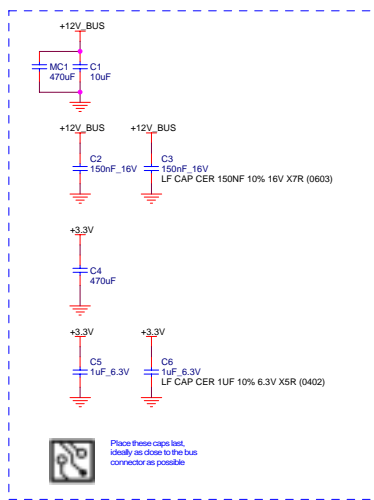 +12V_BUS
MC1
470uF
C1
10uF
+12V_BUS
+12V_BUS
C2
150nF_16V
C3
150nF_16V
LF CAP CER 150NF 10% 16V X7R (0603)
+3.3V
C4
470uF
+3.3V
+3.3V
C5
1uF_6.3V
C6
1uF_6.3V
LF CAP CER 1UF 10% 6.3V X5R (0402)
Place these caps last,
ideally as close to the bus
connector as possible